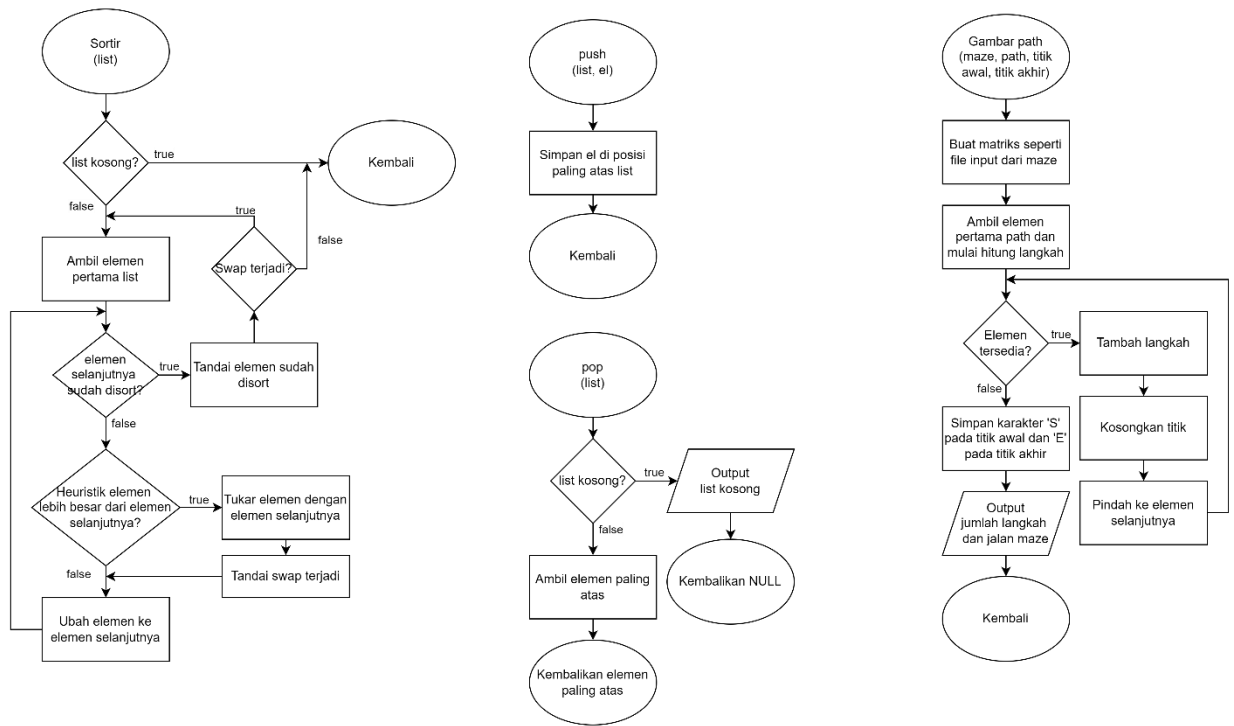 Sortir
(list)
list kosong?
true
Kembali
false
true
false
Ambil elemen
pertama list
Swap terjadi?
elemen
selanjutnya
sudah disort?
true
Tandai elemen sudah
disort
false
Heuristik elemen
lebih besar dari elemen
selanjutnya?
true
Tukar elemen dengan
elemen selanjutnya
false
Tandai swap terjadi
Ubah elemen ke
elemen selanjutnya
push
(list, el)
Simpan el di posisi
paling atas list
Kembali
pop
(list)
list kosong?
true
Output
list kosong
false
Kembalikan NULL
Ambil elemen paling
atas
Kembalikan elemen
paling atas
Gambar path
(maze, path, titik
awal, titik akhir)
Buat matriks seperti
file input dari maze
Ambil elemen
pertama path dan
mulai hitung langkah
Elemen
tersedia?
true
Tambah langkah
false
Kosongkan titik
Simpan karakter 'S'
pada titik awal dan 'E'
pada titik akhir
Pindah ke elemen
selanjutnya
Output
jumlah langkah
dan jalan maze
Kembali